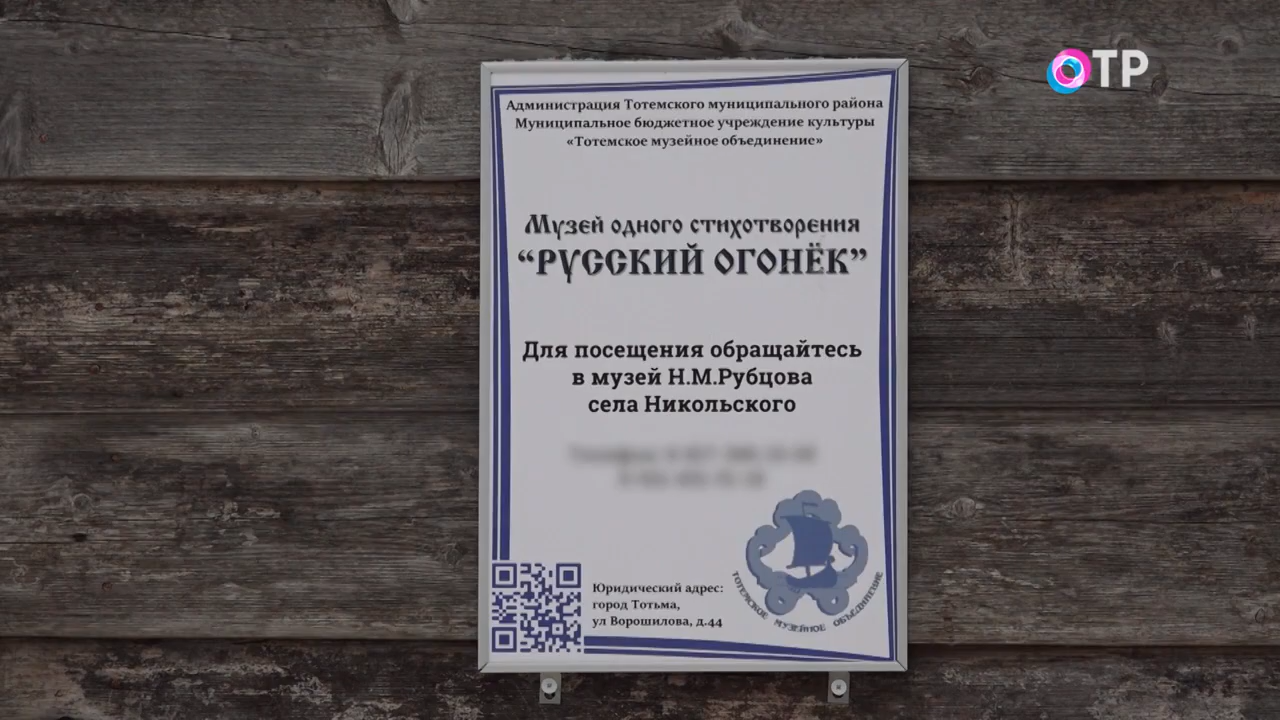 ОТР
Администрация Тотемского муниципального района
Муниципальное бюджетное учреждение культуры
«Тотемское музейное объединение»
Музей одного стихотворения
“РУССКИЙ ОГОНЁК”
Для посещения обращайтесь
в музей Н.М.Рубцова
села Никольского
Юридический адрес:
город Тотьма,
ул Ворошилова, д.44
ТОТЕМСКОЕ МУЗЕЙНОЕ ОБЪЕДИНЕНИЕ